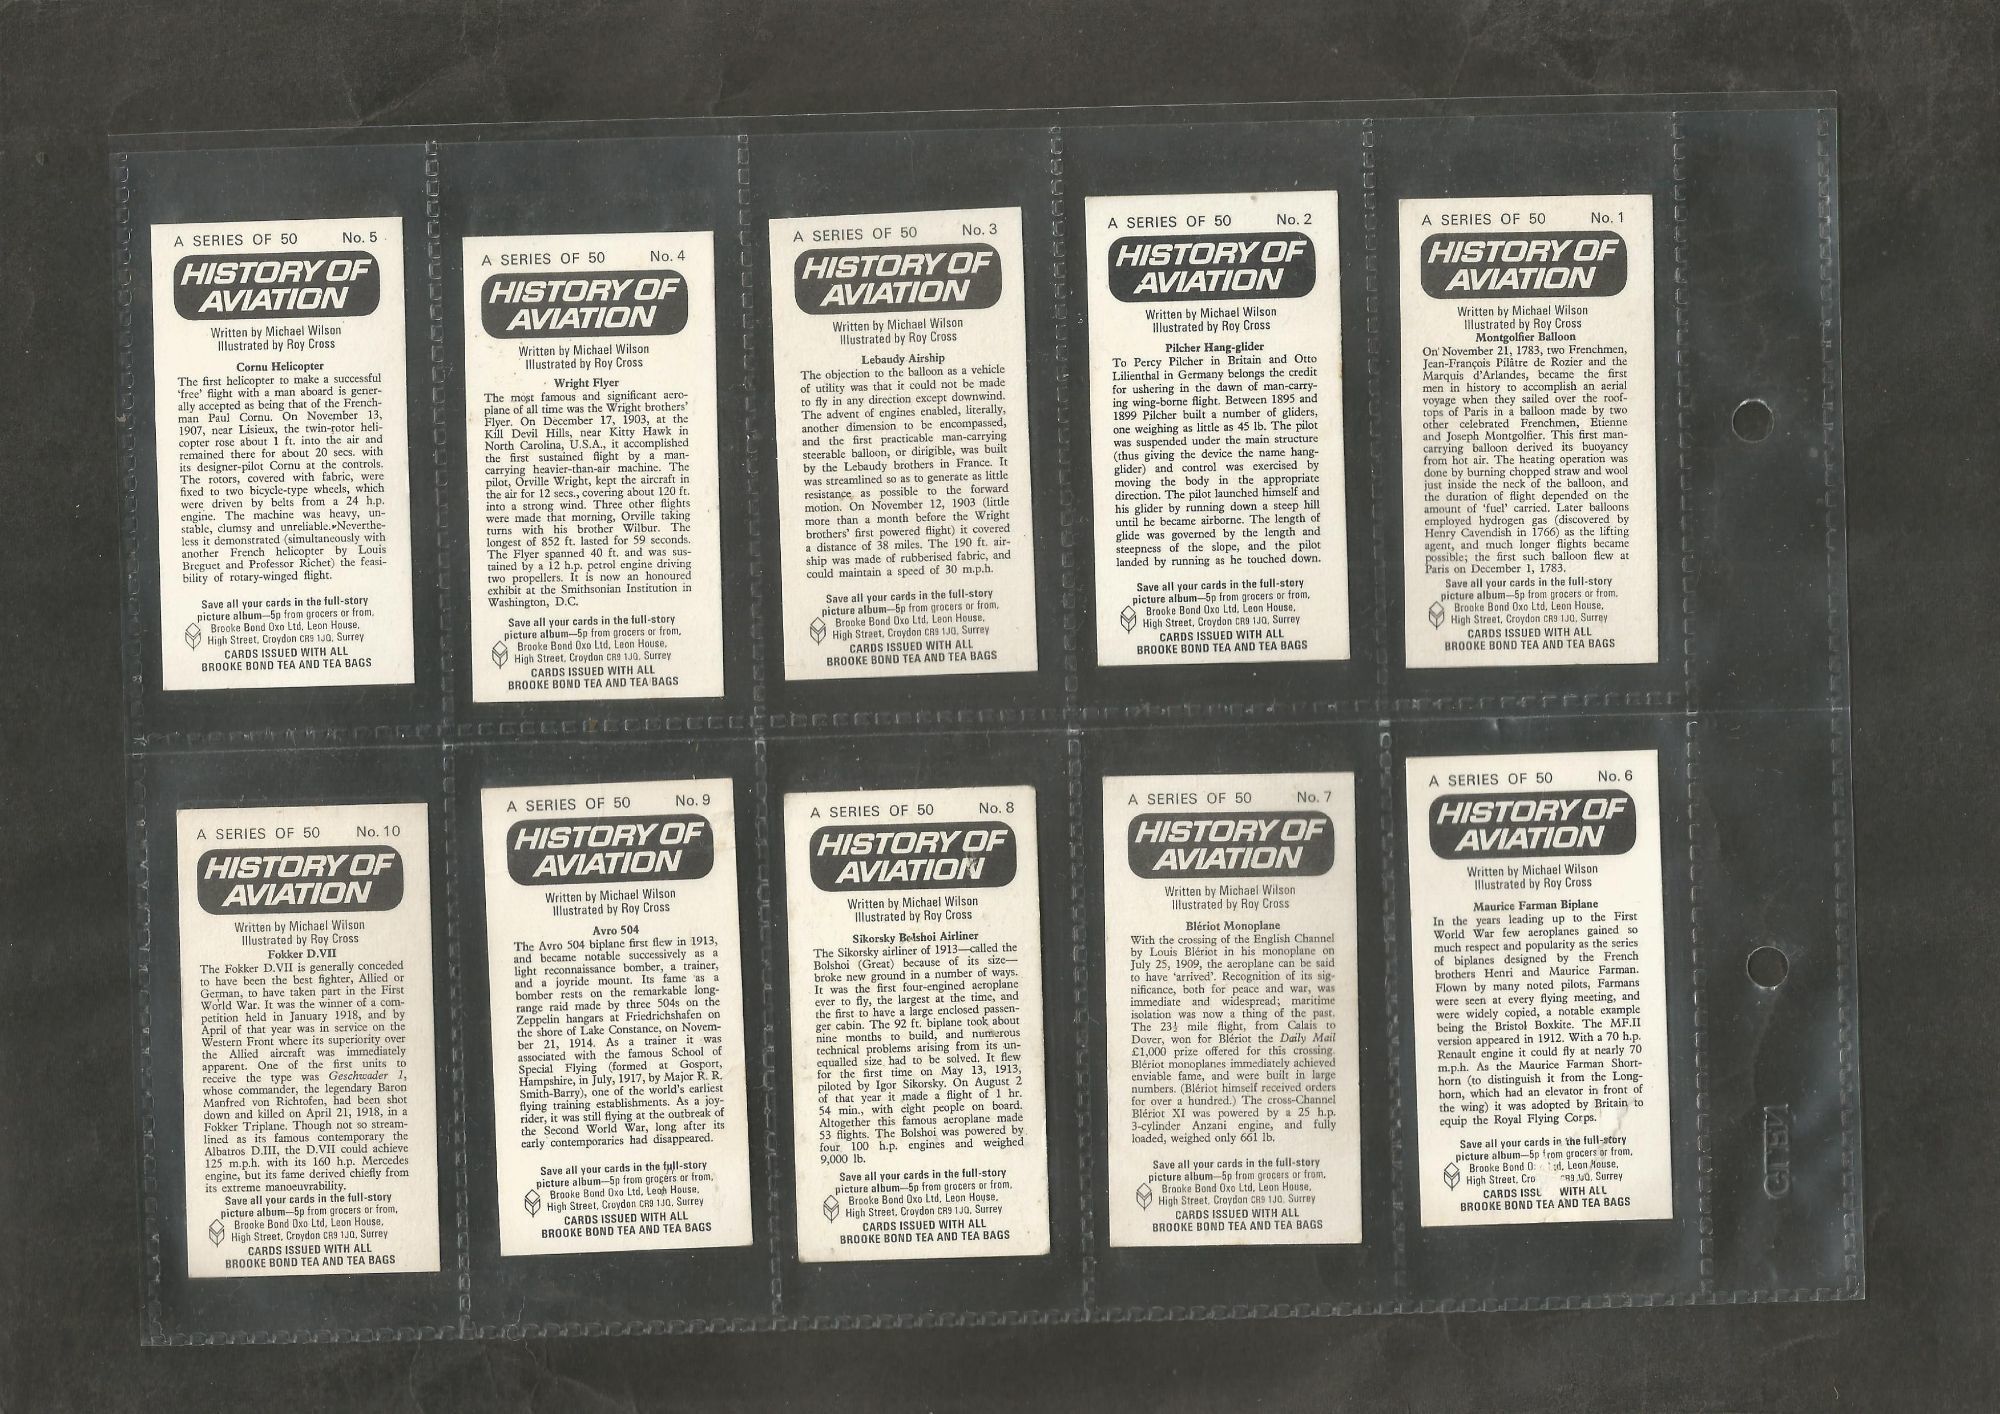 A SERIES OF 50 No. 5
HISTORY OF
AVIATION
Written by Michael Wilson
Illustrated by Roy Cross
Cornu Helicopter
The first helicopter to make a successful
'free' flight with a man aboard is gener-
ally accepted as being that of the French-
man Paul Cornu. On November 13,
1907, near Lisieux, the twin-rotor heli-
copter rose about 1 ft. into the air and
remained there for about 20 secs. with
its designer-pilot Cornu at the controls.
The rotors, covered with fabric, were
fixed to two bicycle-type wheels, which
were driven by belts from a 24 h.p.
engine. The machine was heavy, un-
stable, clumsy and unreliable. Neverthe-
less it demonstrated (simultaneously with
another French helicopter by Louis
Breguet and Professor Richet) the feasi-
bility of rotary-winged flight.
Save all your cards in the full-story
picture album—5p from grocers or from,
Brooke Bond Oxo Ltd, Leon House,
High Street, Croydon CR9 1JQ, Surrey
CARDS ISSUED WITH ALL
BROOKE BOND TEA AND TEA BAGS
A SERIES OF 50 No. 4
HISTORY OF
AVIATION
Written by Michael Wilson
Illustrated by Roy Cross
Wright Flyer
The most famous and significant aero-
plane of all time was the Wright brothers'
Flyer. On December 17, 1903, at the
Kill Devil Hills, near Kitty Hawk in
North Carolina, U.S.A., it accomplished
the first sustained flight by a man-
carrying heavier-than-air machine. The
pilot, Orville Wright, kept the aircraft in
the air for 12 secs., covering about 120 ft.
into a strong wind. Three other flights
were made that morning, Orville taking
turns with his brother Wilbur. The
longest of 852 ft. lasted for 59 seconds.
The Flyer spanned 40 ft. and was sus-
tained by a 12 h.p. petrol engine driving
two propellers. It is now an honoured
exhibit at the Smithsonian Institution in
Washington, D.C.
Save all your cards in the full-story
picture album—5p from grocers or from,
Brooke Bond Oxo Ltd, Leon House,
High Street, Croydon CR9 1JQ, Surrey
CARDS ISSUED WITH ALL
BROOKE BOND TEA AND TEA BAGS
A SERIES OF 50 No. 3
HISTORY OF
AVIATION
Written by Michael Wilson
Illustrated by Roy Cross
Lebaudy Airship
The objection to the balloon as a vehicle
of utility was that it could not be made
to fly in any direction except downwind.
The advent of engines enabled, literally,
another dimension to be encompassed,
and the first practicable man-carrying
steerable balloon, or dirigible, was built
by the Lebaudy brothers in France. It
was streamlined so as to generate as little
resistance as possible to the forward
motion. On November 12, 1903 (little
more than a month before the Wright
brothers' first powered flight) it covered
a distance of 38 miles. The 190 ft. air-
ship was made of rubberised fabric, and
could maintain a speed of 30 m.p.h.
Save all your cards in the full-story
picture album—5p from grocers or from,
Brooke Bond Oxo Ltd, Leon House,
High Street, Croydon CR9 1JQ, Surrey
CARDS ISSUED WITH ALL
BROOKE BOND TEA AND TEA BAGS
A SERIES OF 50 No. 2
HISTORY OF
AVIATION
Written by Michael Wilson
Illustrated by Roy Cross
Pilcher Hang-glider
To Percy Pilcher in Britain and Otto
Lilienthal in Germany belongs the credit
for ushering in the dawn of man-carry-
ing wing-borne flight. Between 1895 and
1899 Pilcher built a number of gliders,
one weighing as little as 45 lb. The pilot
was suspended under the main structure
(thus giving the device the name hang-
glider) and control was exercised by
moving the body in the appropriate
direction. The pilot launched himself and
his glider by running down a steep hill
until he became airborne. The length of
glide was governed by the length and
steepness of the slope, and the pilot
landed by running as he touched down.
Save all your cards in the full-story
picture album—5p from grocers or from,
Brooke Bond Oxo Ltd, Leon House,
High Street, Croydon CR9 1JQ, Surrey
CARDS ISSUED WITH ALL
BROOKE BOND TEA AND TEA BAGS
A SERIES OF 50 No. 1
HISTORY OF
AVIATION
Written by Michael Wilson
Illustrated by Roy Cross
Montgolfier Balloon
On November 21, 1783, two Frenchmen,
Jean-François Pilâtre de Rozier and the
Marquis d'Arlandes, became the first
men in history to accomplish an aerial
voyage when they sailed over the roof-
tops of Paris in a balloon made by two
other celebrated Frenchmen, Etienne
and Joseph Montgolfier. This first man-
carrying balloon derived its buoyancy
from hot air. The heating operation was
done by burning chopped straw and wool
just inside the neck of the balloon, and
the duration of flight depended on the
amount of 'fuel' carried. Later balloons
employed hydrogen gas (discovered by
Henry Cavendish in 1766) as the lifting
agent, and much longer flights became
possible; the first such balloon flew at
Paris on December 1, 1783.
Save all your cards in the full-story
picture album—5p from grocers or from,
Brooke Bond Oxo Ltd, Leon House,
High Street, Croydon CR9 1JQ, Surrey
CARDS ISSUED WITH ALL
BROOKE BOND TEA AND TEA BAGS
A SERIES OF 50 No. 10
HISTORY OF
AVIATION
Written by Michael Wilson
Illustrated by Roy Cross
Fokker D.VII
The Fokker D.VII is generally conceded
to have been the best fighter, Allied or
German, to have taken part in the First
World War. It was the winner of a com-
petition held in January 1918, and by
April of that year was in service on the
Western Front where its superiority over
the Allied aircraft was immediately
apparent. One of the first units to
receive the type was Geschwader 1,
whose commander, the legendary Baron
Manfred von Richtofen, had been shot
down and killed on April 21, 1918, in a
Fokker Triplane. Though not so stream-
lined as its famous contemporary the
Albatros D.III, the D.VII could achieve
125 m.p.h. with its 160 h.p. Mercedes
engine, but its fame derived chiefly from
its extreme manoeuvrability.
Save all your cards in the full-story
picture album—5p from grocers or from,
Brooke Bond Oxo Ltd, Leon House,
High Street, Croydon CR9 1JQ, Surrey
CARDS ISSUED WITH ALL
BROOKE BOND TEA AND TEA BAGS
A SERIES OF 50 No. 9
HISTORY OF
AVIATION
Written by Michael Wilson
Illustrated by Roy Cross
Avro 504
The Avro 504 biplane first flew in 1913,
and became notable successively as a
light reconnaissance bomber, a trainer,
and a joyride mount. Its fame as a
bomber rests on the remarkable long-
range raid made by three 504s on the
Zeppelin hangars at Friedrichshafen on
the shore of Lake Constance, on Novem-
ber 21, 1914. As a trainer it was
associated with the famous School of
Special Flying (formed at Gosport,
Hampshire, in July, 1917, by Major R. R.
Smith-Barry), one of the world's earliest
flying training establishments. As a joy-
rider, it was still flying at the outbreak of
the Second World War, long after its
early contemporaries had disappeared.
Save all your cards in the full-story
picture album—5p from grocers or from,
Brooke Bond Oxo Ltd, Leon House,
High Street, Croydon CR9 1JQ, Surrey
CARDS ISSUED WITH ALL
BROOKE BOND TEA AND TEA BAGS
A SERIES OF 50 No. 8
HISTORY OF
AVIATION
Written by Michael Wilson
Illustrated by Roy Cross
Sikorsky Bolshoi Airliner
The Sikorsky airliner of 1913—called the
Bolshoi (Great) because of its size—
broke new ground in a number of ways.
It was the first four-engined aeroplane
ever to fly, the largest at the time, and
the first to have a large enclosed passen-
ger cabin. The 92 ft. biplane took about
nine months to build, and numerous
technical problems arising from its un-
equalled size had to be solved. It flew
for the first time on May 13, 1913,
piloted by Igor Sikorsky. On August 2
of that year it made a flight of 1 hr.
54 min., with eight people on board.
Altogether this famous aeroplane made
53 flights. The Bolshoi was powered by
four 100 h.p. engines and weighed
9,000 lb.
Save all your cards in the full-story
picture album—5p from grocers or from,
Brooke Bond Oxo Ltd, Leon House,
High Street, Croydon CR9 1JQ, Surrey
CARDS ISSUED WITH ALL
BROOKE BOND TEA AND TEA BAGS
A SERIES OF 50 No. 7
HISTORY OF
AVIATION
Written by Michael Wilson
Illustrated by Roy Cross
Blériot Monoplane
With the crossing of the English Channel
by Louis Blériot in his monoplane on
July 25, 1909, the aeroplane can be said
to have 'arrived'. Recognition of its sig-
nificance, both for peace and war, was
immediate and widespread; maritime
isolation was now a thing of the past.
The 23½ mile flight, from Calais to
Dover, won for Blériot the Daily Mail
£1,000 prize offered for this crossing.
Blériot monoplanes immediately achieved
enviable fame, and were built in large
numbers. (Blériot himself received orders
for over a hundred.) The cross-Channel
Blériot XI was powered by a 25 h.p.
3-cylinder Anzani engine, and fully
loaded, weighed only 661 lb.
Save all your cards in the full-story
picture album—5p from grocers or from,
Brooke Bond Oxo Ltd, Leon House,
High Street, Croydon CR9 1JQ, Surrey
CARDS ISSUED WITH ALL
BROOKE BOND TEA AND TEA BAGS
A SERIES OF 50 No. 6
HISTORY OF
AVIATION
Written by Michael Wilson
Illustrated by Roy Cross
Maurice Farman Biplane
In the years leading up to the First
World War few aeroplanes gained so
much respect and popularity as the series
of biplanes designed by the French
brothers Henri and Maurice Farman.
Flown by many noted pilots, Farmans
were seen at every flying meeting, and
were widely copied, a notable example
being the Bristol Boxkite. The MF.II
version appeared in 1912. With a 70 h.p.
Renault engine it could fly at nearly 70
m.p.h. As the Maurice Farman Short-
horn (to distinguish it from the Long-
horn, which had an elevator in front of
the wing) it was adopted by Britain to
equip the Royal Flying Corps.
Save all your cards in the full-story
picture album—5p from grocers or from,
Brooke Bond Leon House,
High Street, Surrey
CARDS WITH ALL
BROOKE BOND TEA AND TEA BAGS